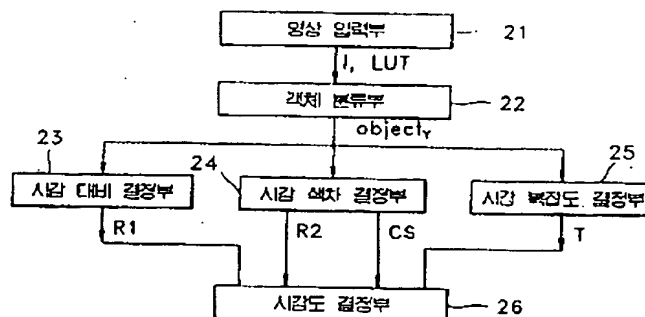 영상 입력부
21
I, LUT
객체 분류부
22
objectY
23
24
25
시감 대비 결정부
시감 색차 결정부
시감 복잡도 결정부
R1
R2
CS
T
시감도 결정부
26